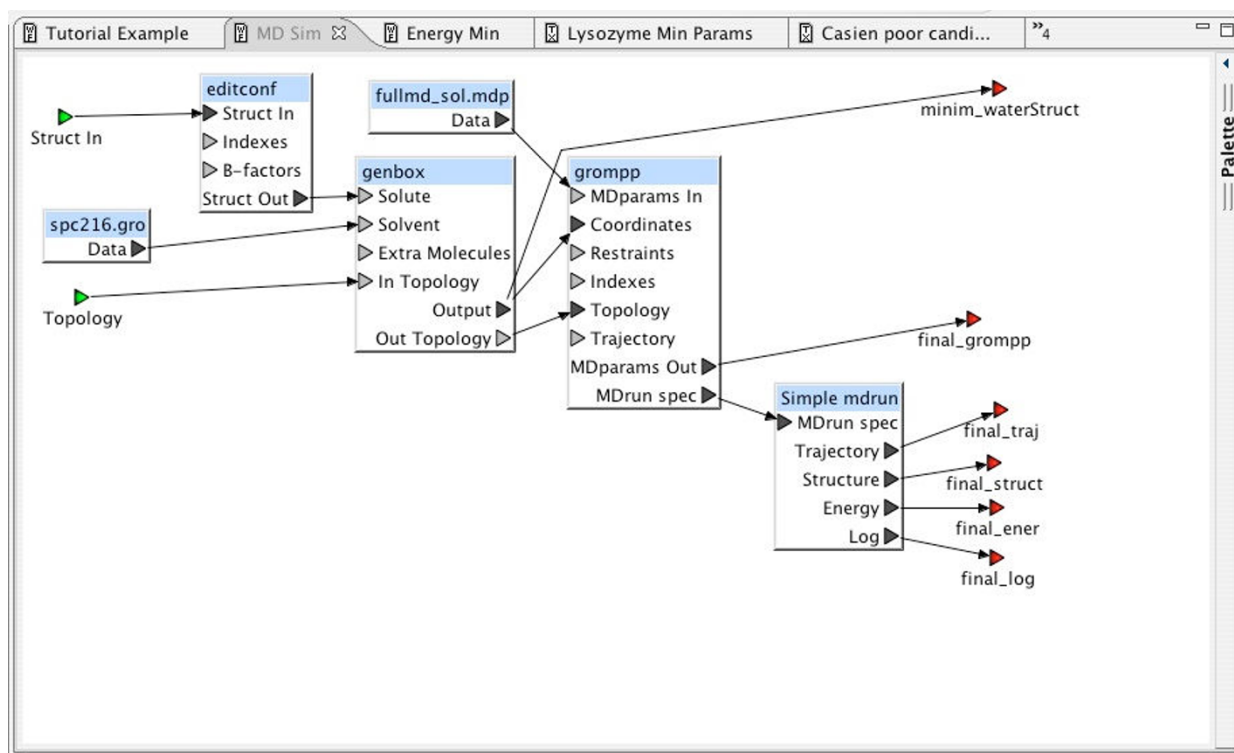 Tutorial Example
MD Sim
Energy Min
Lysozyme Min Params
Casien poor candi...
»4
Palette
Struct In
editconf
Struct In
Indexes
B-factors
Struct Out
fullmd_sol.mdp
Data
minim_waterStruct
spc216.gro
Data
Topology
genbox
Solute
Solvent
Extra Molecules
In Topology
Output
Out Topology
grompp
MDparams In
Coordinates
Restraints
Indexes
Topology
Trajectory
MDparams Out
MDrun spec
final_grompp
Simple mdrun
MDrun spec
Trajectory
Structure
Energy
Log
final_traj
final_struct
final_ener
final_log